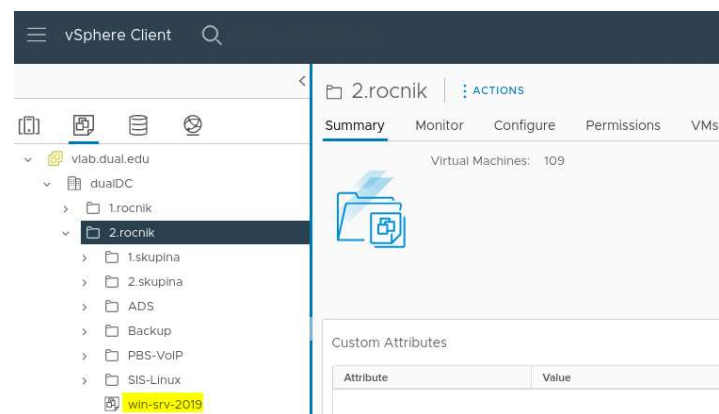 vSphere Client
2.rocnik ACTIONS
Summary Monitor Configure Permissions VMs
vlab.dual.edu
Virtual Machines: 109
dualDC
1.rocnik
2.rocnik
1.skupina
2.skupina
ADS
Backup
Custom Attributes
PBS-VoIP
SIS-Linux
Attribute Value
win-srv-2019